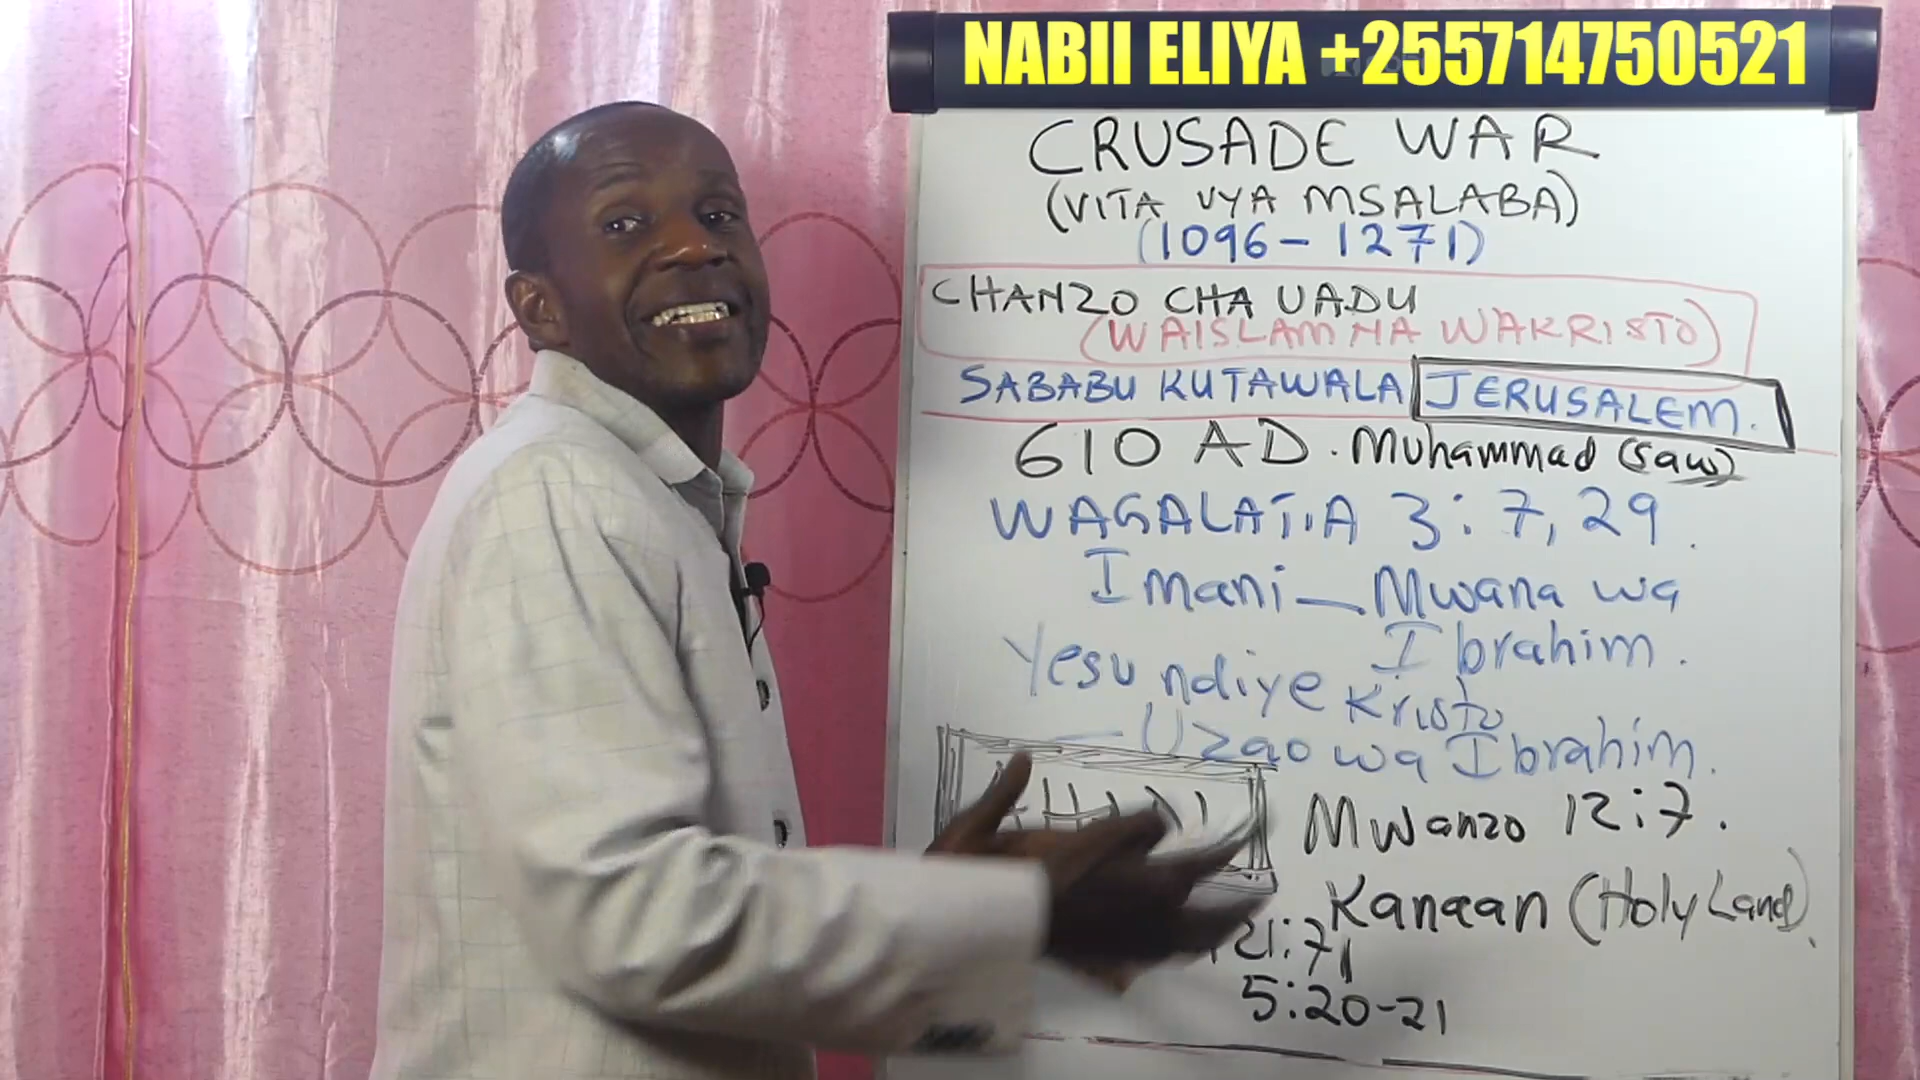 NABII ELIYA +255714750521
CRUSADE WAR
(VITA VYA MSALABA)
(1096-1271)
CHANZO CHA UADU
(WAISLAM NA WAKRISTO)
SABABU KUTAWALA JERUSALEM.
610 AD. Muhammad (saw)
WAGALATIA 3:7,29.
Imani - Mwana wa
Ibrahim.
Yesu ndiye Kristo
- Uzao wa Ibrahim.
Mwanzo 12:7.
Kanaan (Holy Land).
21:71
5:20-21